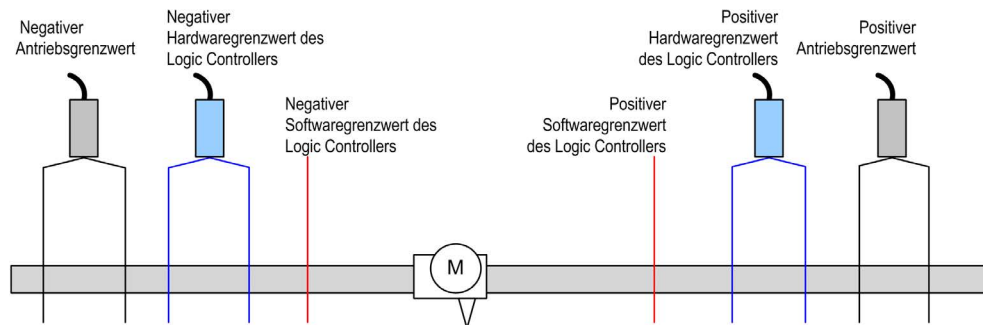 Negativer
Antriebsgrenzwert
Negativer
Hardwaregrenzwert des
Logic Controllers
Negativer
Softwaregrenzwert des
Logic Controllers
Positiver
Softwaregrenzwert
des Logic Controllers
Positiver
Hardwaregrenzwert
des Logic Controllers
Positiver
Antriebsgrenzwert
M